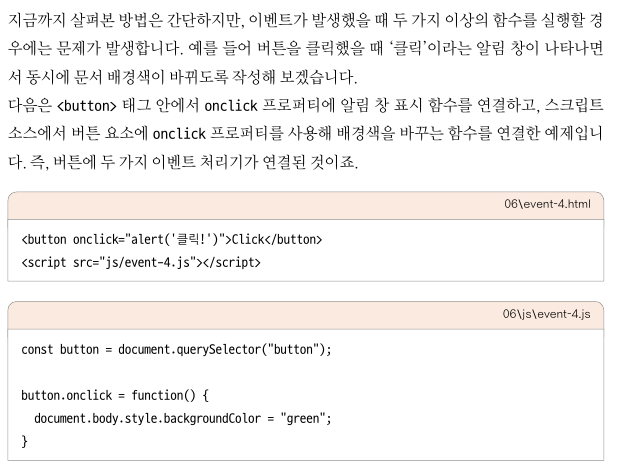 지금까지 살펴본 방법은 간단하지만, 이벤트가 발생했을 때 두 가지 이상의 함수를 실행할 경
우에는 문제가 발생합니다. 예를 들어 버튼을 클릭했을 때 ‘클릭’이라는 알림 창이 나타나면
서 동시에 문서 배경색이 바뀌도록 작성해 보겠습니다.
다음은 <button> 태그 안에서 onclick 프로퍼티에 알림 창 표시 함수를 연결하고, 스크립트
소스에서 버튼 요소에 onclick 프로퍼티를 사용해 배경색을 바꾸는 함수를 연결한 예제입니
다. 즉, 버튼에 두 가지 이벤트 처리기가 연결된 것이죠.
06\event-4.html
<button onclick="alert('클릭!')">Click</button>
<script src="js/event-4.js"></script>
06\js\event-4.js
const button = document.querySelector("button");
button.onclick = function() {
  document.body.style.backgroundColor = "green";
}